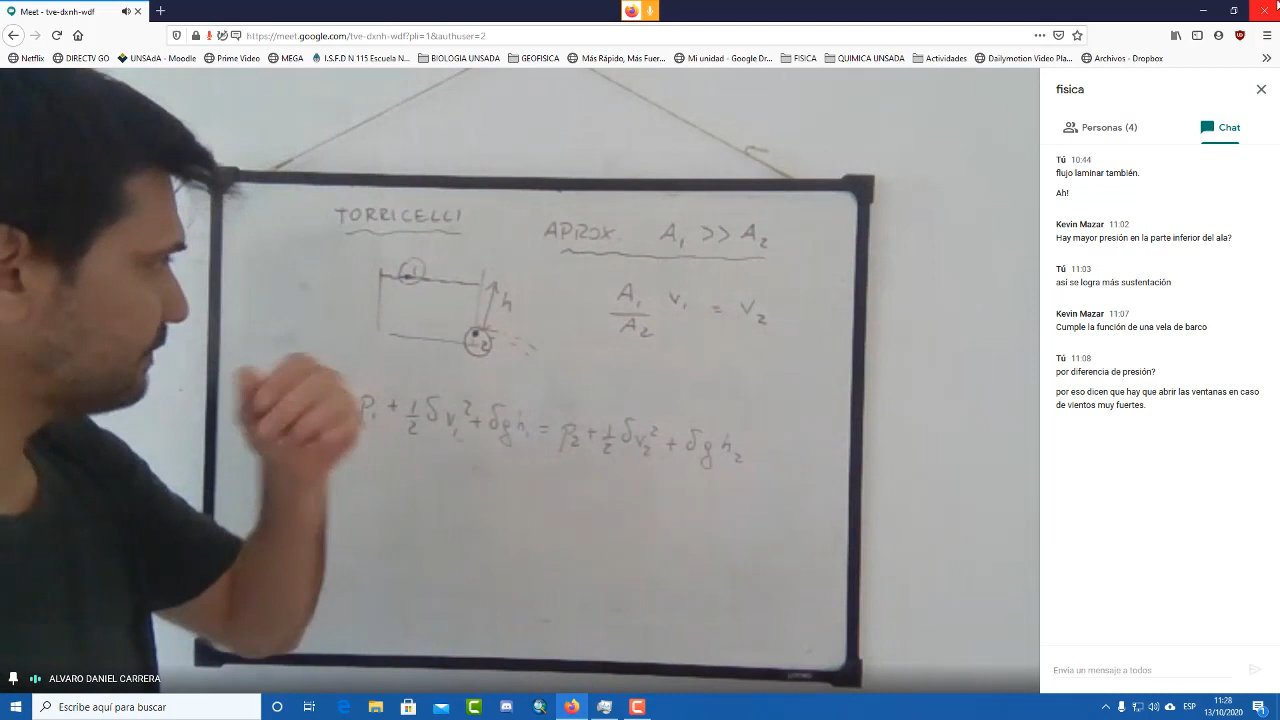 Meet - tve-dxnh-wdf
https://meet.google.com/tve-dxnh-wdf?pli=1&authuser=2
Netflix DIRECTV GO UNSAdA - Moodle Prime Video MEGA I.S.F.D N 115 Escuela N... BIOLOGIA UNSADA GEOFISICA Más Rápido, Más Fuer... Mi unidad - Google Dr... FISICA QUIMICA UNSADA Actividades Dailymotion Video Pla... Archivos - Dropbox
TORRICELLI
APROX. A₁ >> A₂
1
h
2
A₁/A₂ v₁ = v₂
P₁ + 1/2 δv₁² + δgh₁ = P₂ + 1/2 δv₂² + δgh₂
ALVARO DANIEL CARRERA
fisica
Personas (4) Chat
Tú 10:44
flujo laminar también.
Ah!
Kevin Mazar 11:02
Hay mayor presión en la parte inferior del ala?
Tú 11:03
asi se logra más sustentación
Kevin Mazar 11:07
Cumple la función de una vela de barco
Tú 11:08
por diferencia de presión?
por eso dicen que hay que abrir las ventanas en caso
de vientos muy fuertes.
Envía un mensaje a todos
Escribe aquí para buscar
ESP
11:28
13/10/2020